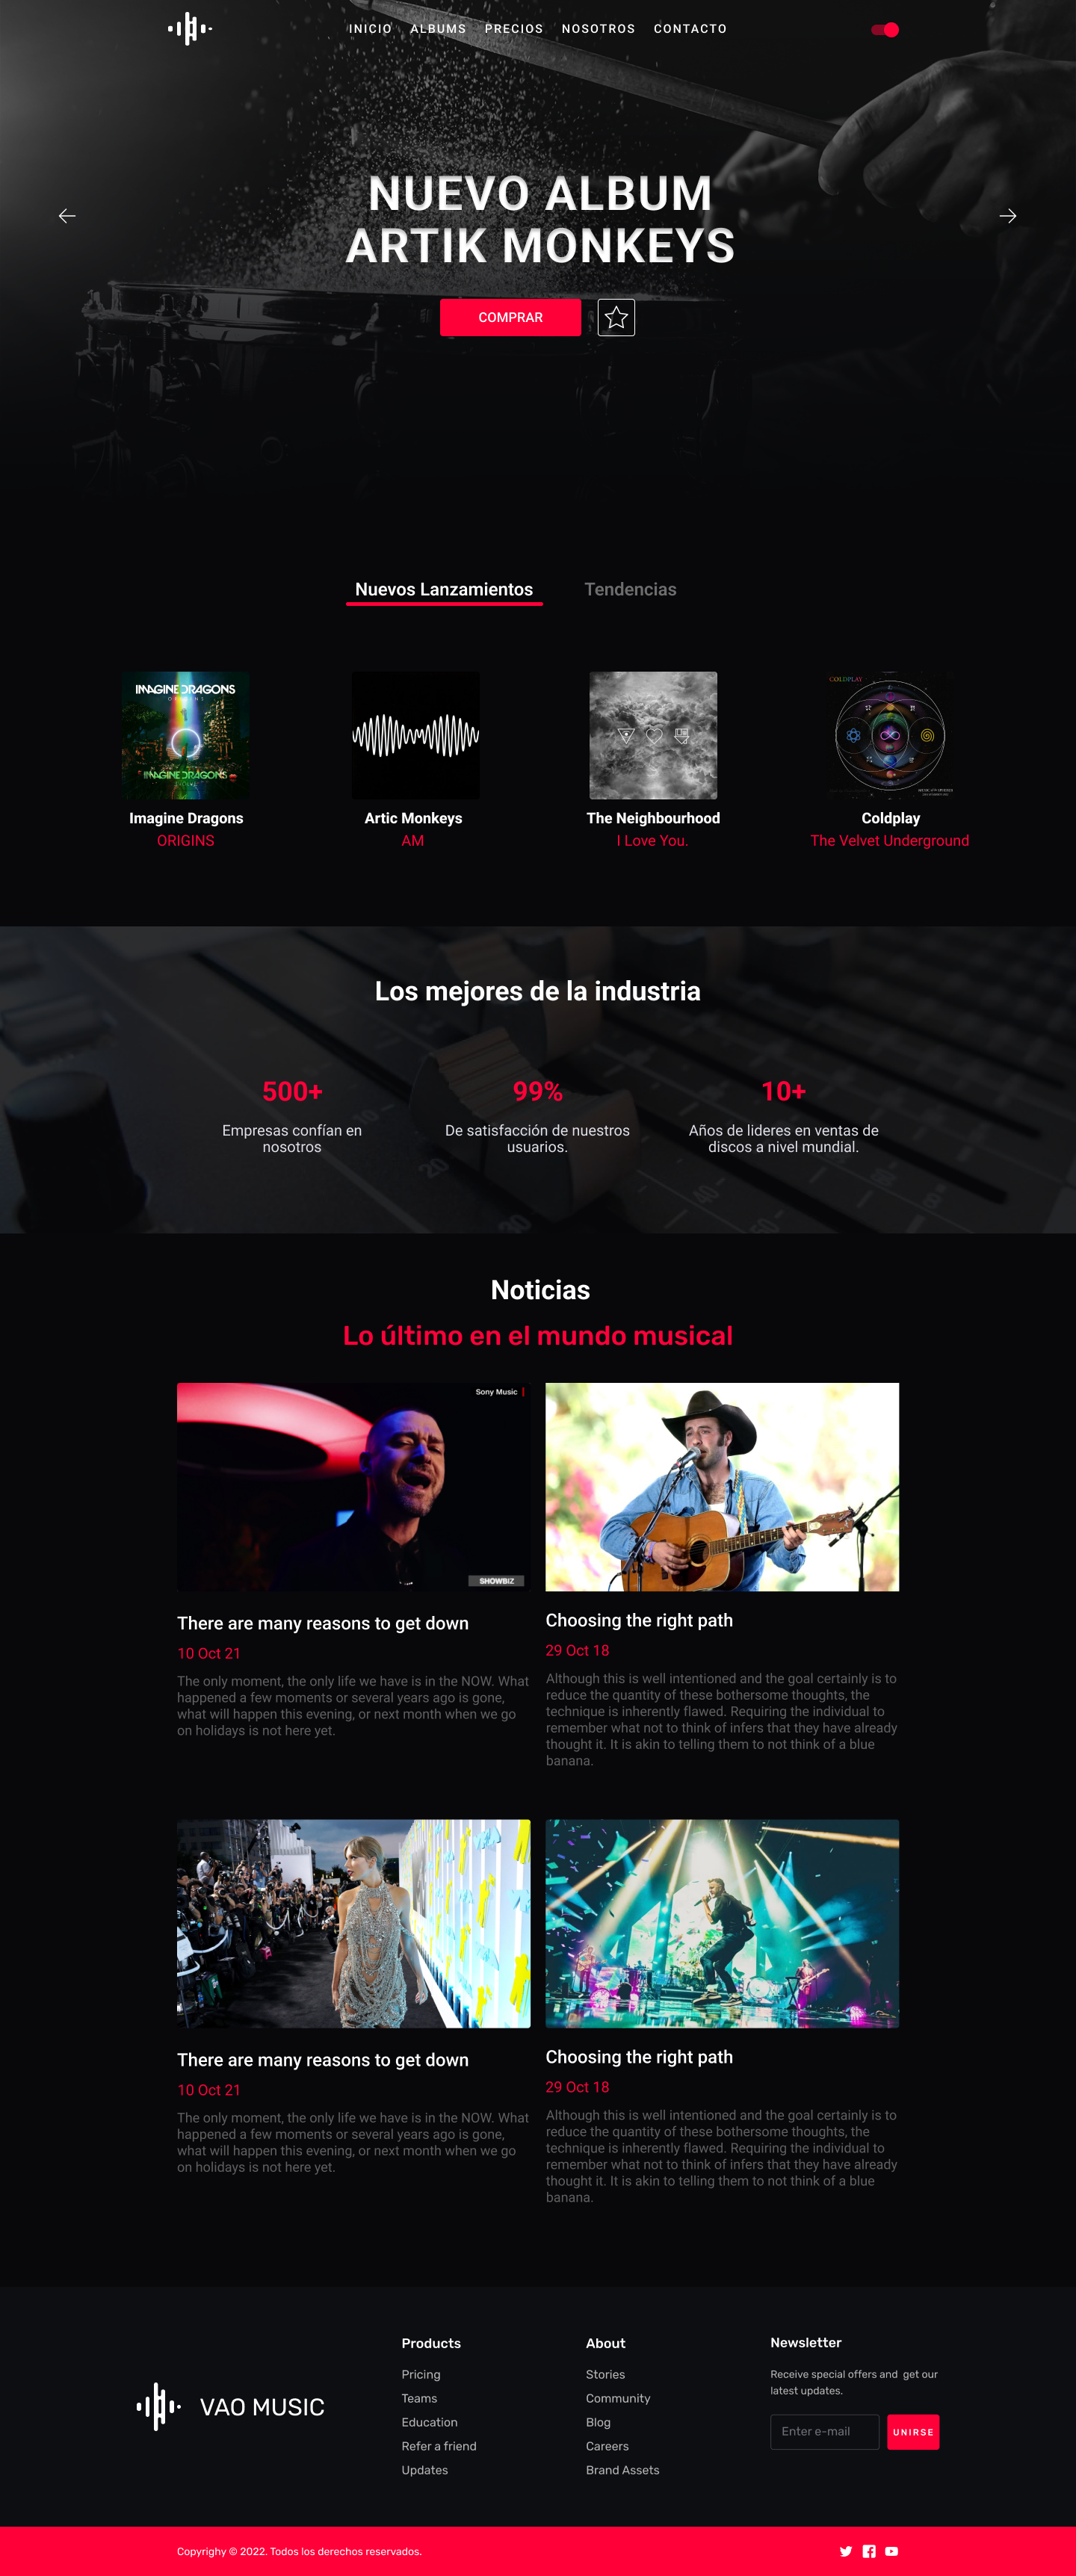 INICIO ALBUMS PRECIOS NOSOTROS CONTACTO
NUEVO ALBUM
ARTIK MONKEYS
COMPRAR
Nuevos Lanzamientos Tendencias
IMAGINE DRAGONS
ORIGINS
IMAGINE DRAGONS
COLDPLAY
Imagine Dragons
ORIGINS
Artic Monkeys
AM
The Neighbourhood
I Love You.
Coldplay
The Velvet Underground
Los mejores de la industria
500+
Empresas confían en
nosotros
99%
De satisfacción de nuestros
usuarios.
10+
Años de lideres en ventas de
discos a nivel mundial.
20
30
40
50
Noticias
Lo último en el mundo musical
Sony Music
SHOWBIZ
There are many reasons to get down
10 Oct 21
The only moment, the only life we have is in the NOW. What
happened a few moments or several years ago is gone,
what will happen this evening, or next month when we go
on holidays is not here yet.
Choosing the right path
29 Oct 18
Although this is well intentioned and the goal certainly is to
reduce the quantity of these bothersome thoughts, the
technique is inherently flawed. Requiring the individual to
remember what not to think of infers that they have already
thought it. It is akin to telling them to not think of a blue
banana.
There are many reasons to get down
10 Oct 21
The only moment, the only life we have is in the NOW. What
happened a few moments or several years ago is gone,
what will happen this evening, or next month when we go
on holidays is not here yet.
Choosing the right path
29 Oct 18
Although this is well intentioned and the goal certainly is to
reduce the quantity of these bothersome thoughts, the
technique is inherently flawed. Requiring the individual to
remember what not to think of infers that they have already
thought it. It is akin to telling them to not think of a blue
banana.
VAO MUSIC
Products
Pricing
Teams
Education
Refer a friend
Updates
About
Stories
Community
Blog
Careers
Brand Assets
Newsletter
Receive special offers and get our
latest updates.
Enter e-mail
UNIRSE
Copyrighy © 2022. Todos los derechos reservados.